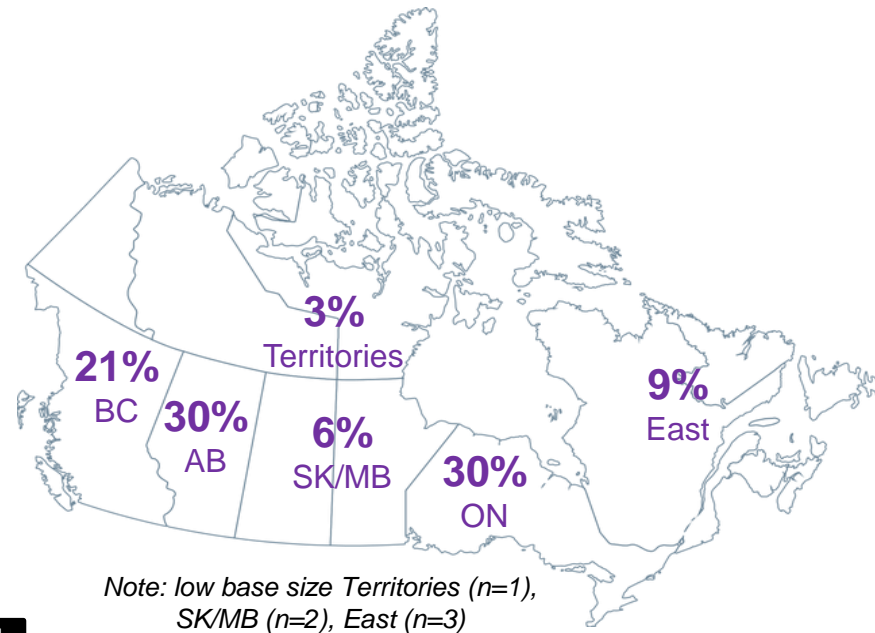 3%
Territories
21%
BC
30%
AB
6%
SK/MB
30%
ON
9%
East
Note: low base size Territories (n=1),
SK/MB (n=2), East (n=3)